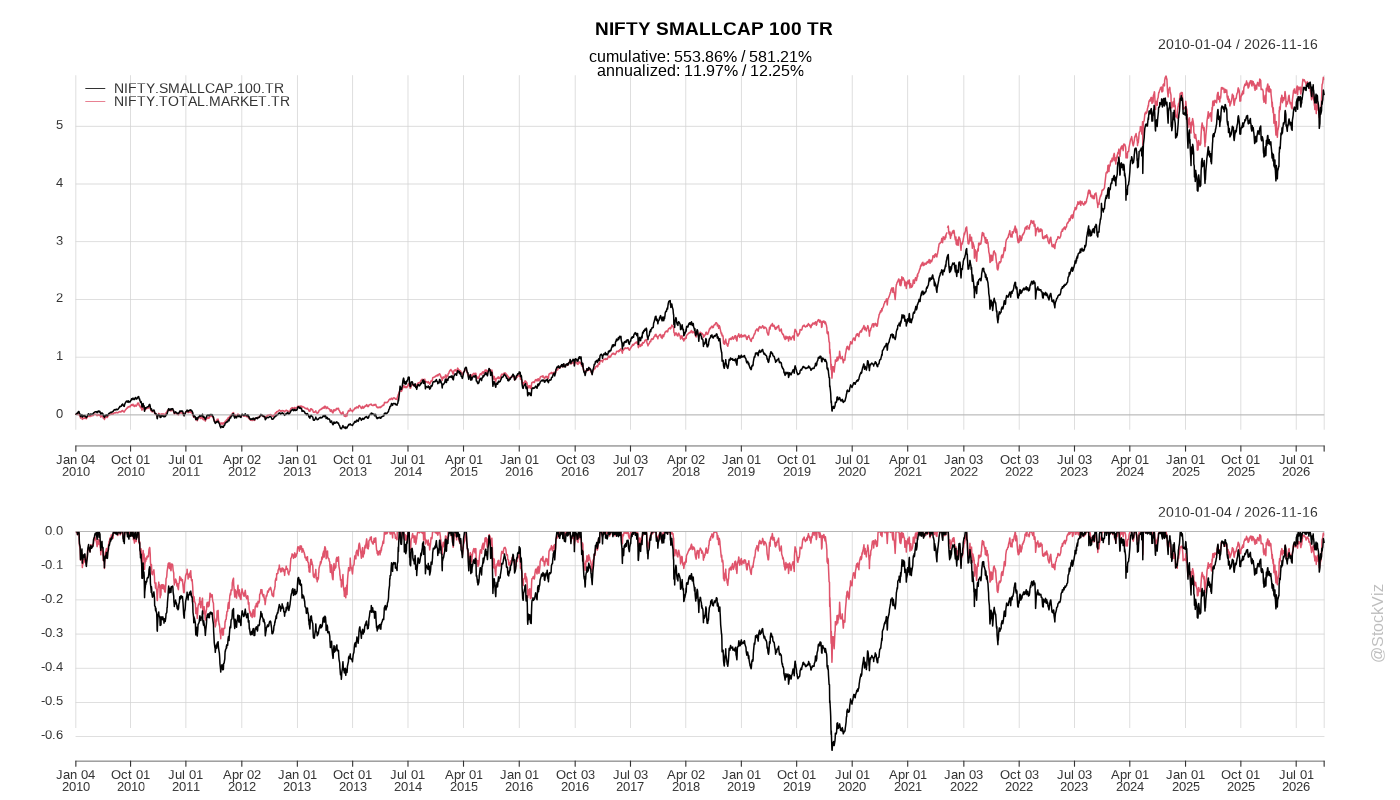 NIFTY SMALLCAP 100 TR
cumulative: 553.86% / 581.21%
annualized: 11.97% / 12.25%
2010-01-04 / 2026-11-16
NIFTY.SMALLCAP.100.TR
NIFTY.TOTAL.MARKET.TR
5
4
3
2
1
0
Jan 04 Oct 01 Jul 01 Apr 02 Jan 01 Oct 01 Jul 01 Apr 01 Jan 01 Oct 03 Jul 03 Apr 02 Jan 01 Oct 01 Jul 01 Apr 01 Jan 03 Oct 03 Jul 03 Apr 01 Jan 01 Oct 01 Jul 01
2010 2010 2011 2012 2013 2013 2014 2015 2016 2016 2017 2018 2019 2019 2020 2021 2022 2022 2023 2024 2025 2025 2026
2010-01-04 / 2026-11-16
0.0
-0.1
-0.2
-0.3
-0.4
-0.5
-0.6
Jan 04 Oct 01 Jul 01 Apr 02 Jan 01 Oct 01 Jul 01 Apr 01 Jan 01 Oct 03 Jul 03 Apr 02 Jan 01 Oct 01 Jul 01 Apr 01 Jan 03 Oct 03 Jul 03 Apr 01 Jan 01 Oct 01 Jul 01
2010 2010 2011 2012 2013 2013 2014 2015 2016 2016 2017 2018 2019 2019 2020 2021 2022 2022 2023 2024 2025 2025 2026
@StockViz